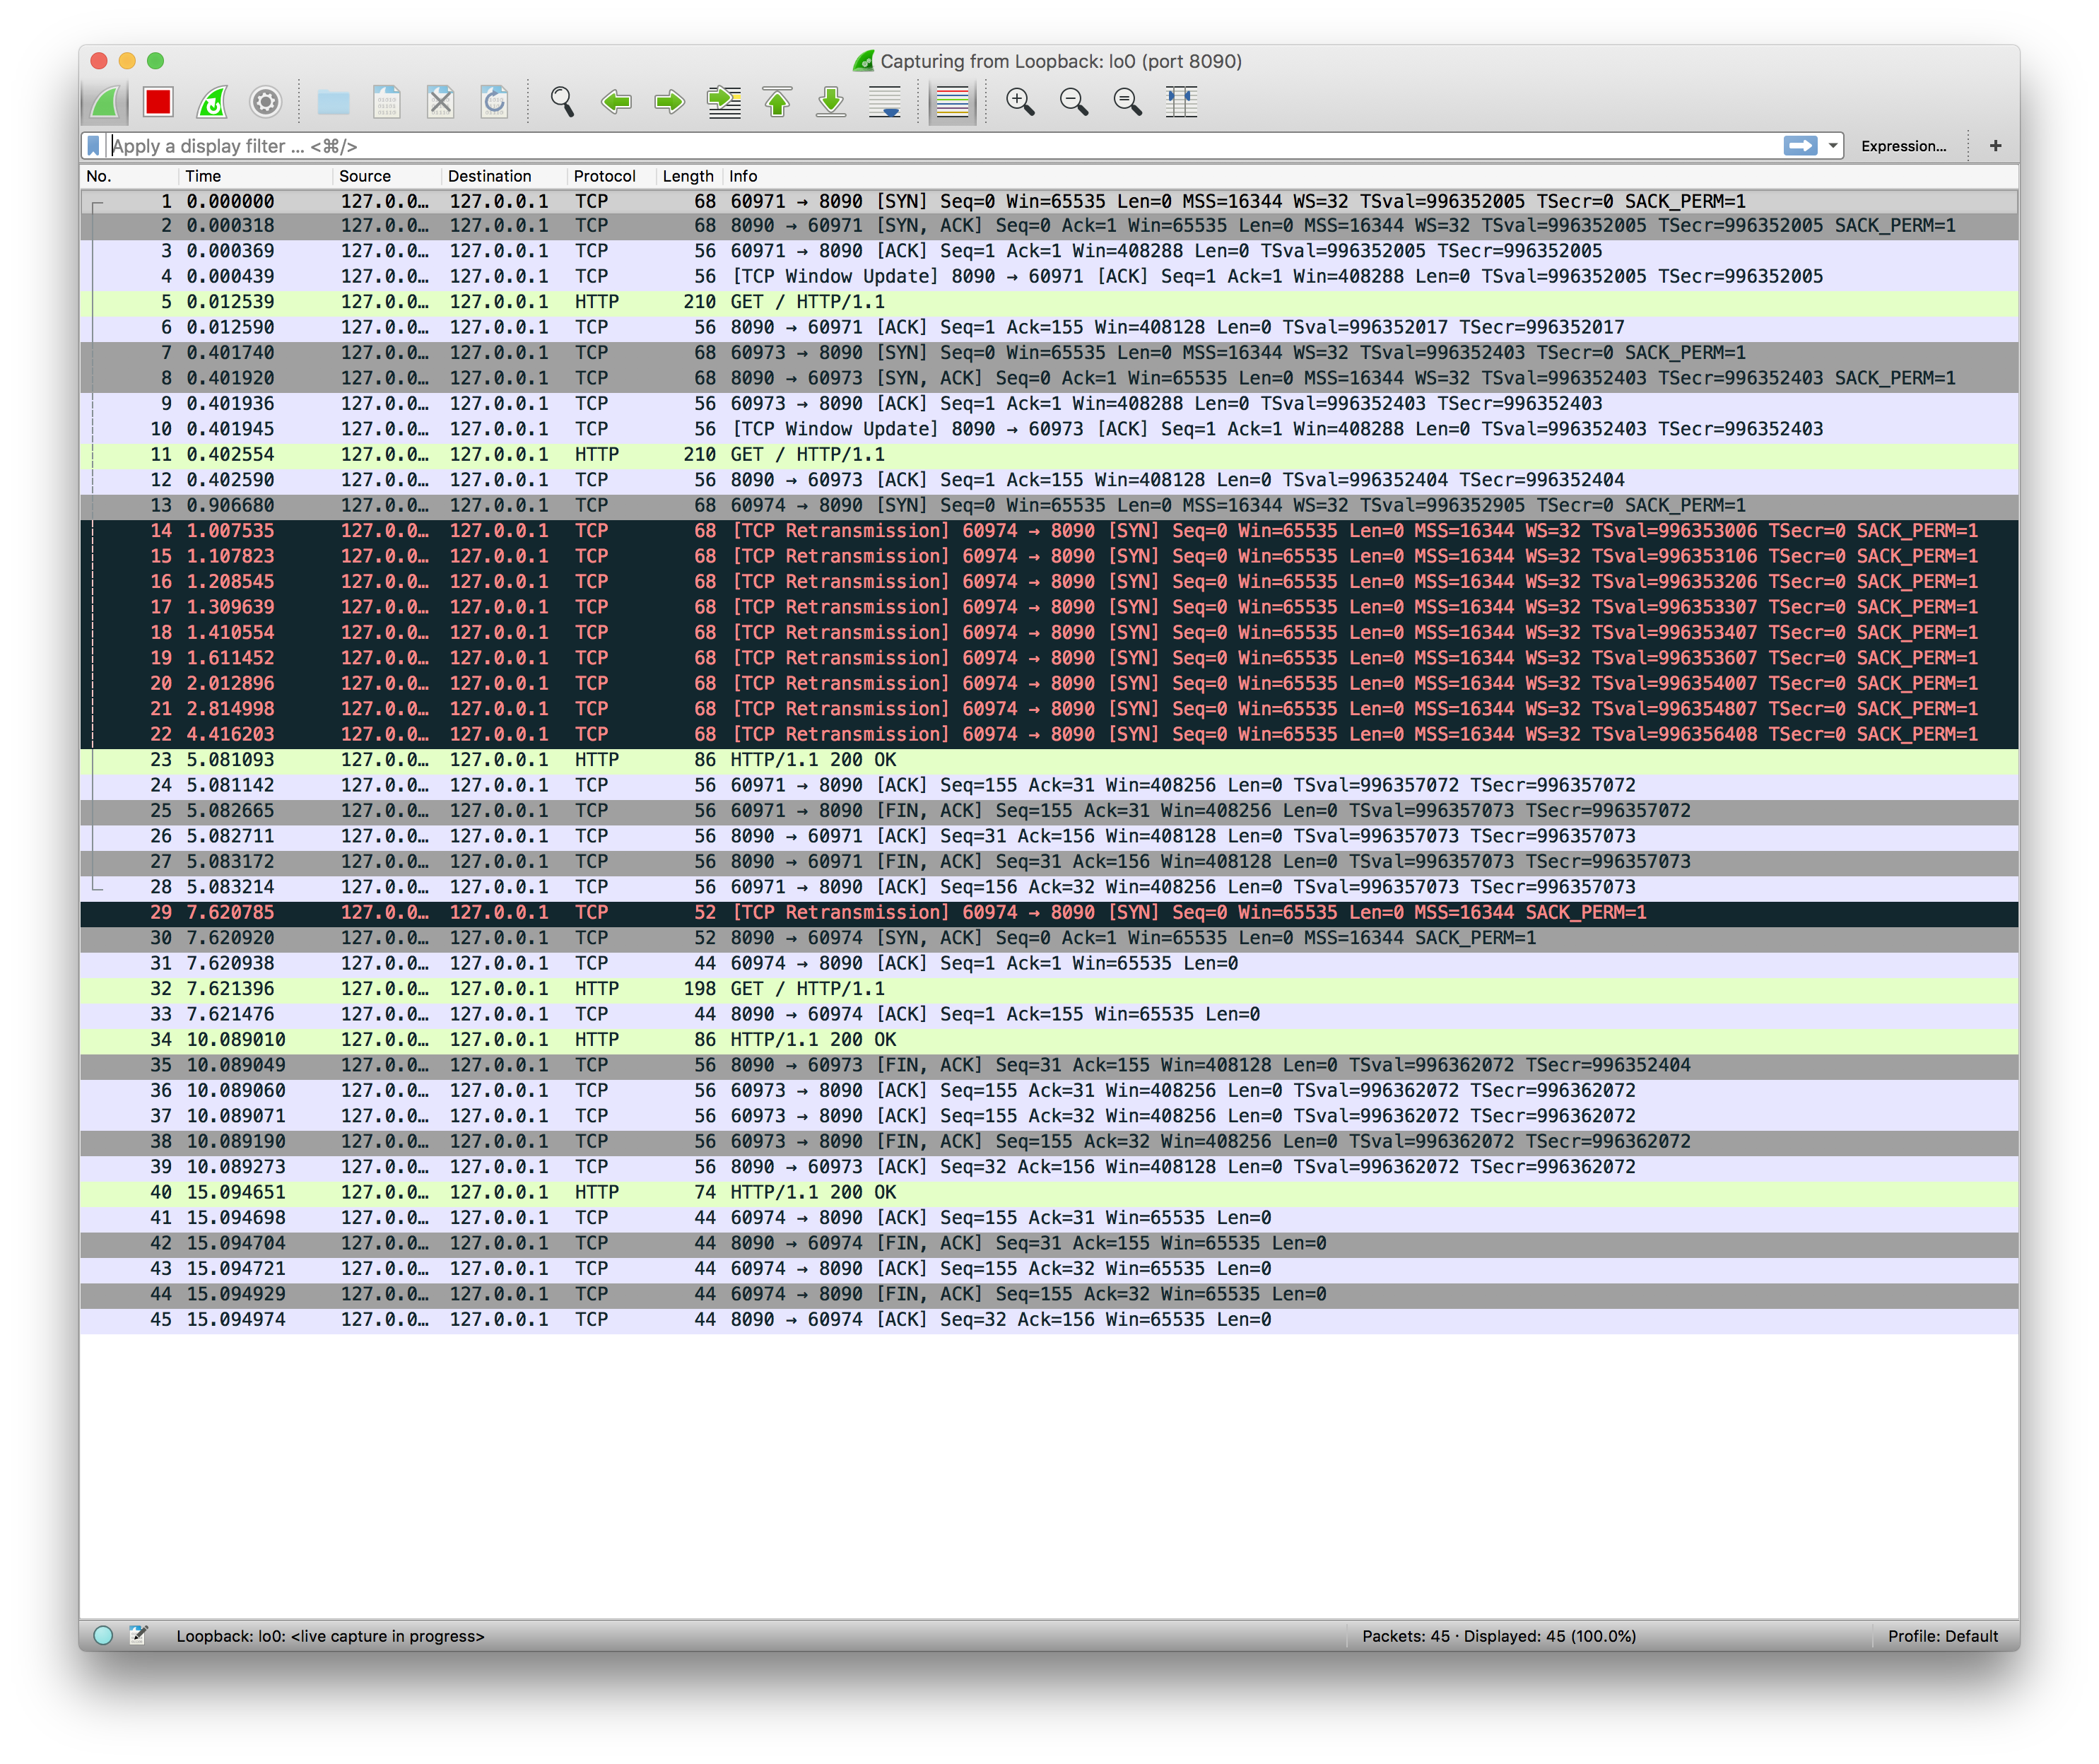 Capturing from Loopback: lo0 (port 8090)
Apply a display filter ... <⌘/>
Expression...
+
No. Time Source Destination Protocol Length Info
1 0.000000 127.0.0… 127.0.0.1 TCP 68 60971 → 8090 [SYN] Seq=0 Win=65535 Len=0 MSS=16344 WS=32 TSval=996352005 TSecr=0 SACK_PERM=1
2 0.000318 127.0.0… 127.0.0.1 TCP 68 8090 → 60971 [SYN, ACK] Seq=0 Ack=1 Win=65535 Len=0 MSS=16344 WS=32 TSval=996352005 TSecr=996352005 SACK_PERM=1
3 0.000369 127.0.0… 127.0.0.1 TCP 56 60971 → 8090 [ACK] Seq=1 Ack=1 Win=408288 Len=0 TSval=996352005 TSecr=996352005
4 0.000439 127.0.0… 127.0.0.1 TCP 56 [TCP Window Update] 8090 → 60971 [ACK] Seq=1 Ack=1 Win=408288 Len=0 TSval=996352005 TSecr=996352005
5 0.012539 127.0.0… 127.0.0.1 HTTP 210 GET / HTTP/1.1
6 0.012590 127.0.0… 127.0.0.1 TCP 56 8090 → 60971 [ACK] Seq=1 Ack=155 Win=408128 Len=0 TSval=996352017 TSecr=996352017
7 0.401740 127.0.0… 127.0.0.1 TCP 68 60973 → 8090 [SYN] Seq=0 Win=65535 Len=0 MSS=16344 WS=32 TSval=996352403 TSecr=0 SACK_PERM=1
8 0.401920 127.0.0… 127.0.0.1 TCP 68 8090 → 60973 [SYN, ACK] Seq=0 Ack=1 Win=65535 Len=0 MSS=16344 WS=32 TSval=996352403 TSecr=996352403 SACK_PERM=1
9 0.401936 127.0.0… 127.0.0.1 TCP 56 60973 → 8090 [ACK] Seq=1 Ack=1 Win=408288 Len=0 TSval=996352403 TSecr=996352403
10 0.401945 127.0.0… 127.0.0.1 TCP 56 [TCP Window Update] 8090 → 60973 [ACK] Seq=1 Ack=1 Win=408288 Len=0 TSval=996352403 TSecr=996352403
11 0.402554 127.0.0… 127.0.0.1 HTTP 210 GET / HTTP/1.1
12 0.402590 127.0.0… 127.0.0.1 TCP 56 8090 → 60973 [ACK] Seq=1 Ack=155 Win=408128 Len=0 TSval=996352404 TSecr=996352404
13 0.906680 127.0.0… 127.0.0.1 TCP 68 60974 → 8090 [SYN] Seq=0 Win=65535 Len=0 MSS=16344 WS=32 TSval=996352905 TSecr=0 SACK_PERM=1
14 1.007535 127.0.0… 127.0.0.1 TCP 68 [TCP Retransmission] 60974 → 8090 [SYN] Seq=0 Win=65535 Len=0 MSS=16344 WS=32 TSval=996353006 TSecr=0 SACK_PERM=1
15 1.107823 127.0.0… 127.0.0.1 TCP 68 [TCP Retransmission] 60974 → 8090 [SYN] Seq=0 Win=65535 Len=0 MSS=16344 WS=32 TSval=996353106 TSecr=0 SACK_PERM=1
16 1.208545 127.0.0… 127.0.0.1 TCP 68 [TCP Retransmission] 60974 → 8090 [SYN] Seq=0 Win=65535 Len=0 MSS=16344 WS=32 TSval=996353206 TSecr=0 SACK_PERM=1
17 1.309639 127.0.0… 127.0.0.1 TCP 68 [TCP Retransmission] 60974 → 8090 [SYN] Seq=0 Win=65535 Len=0 MSS=16344 WS=32 TSval=996353307 TSecr=0 SACK_PERM=1
18 1.410554 127.0.0… 127.0.0.1 TCP 68 [TCP Retransmission] 60974 → 8090 [SYN] Seq=0 Win=65535 Len=0 MSS=16344 WS=32 TSval=996353407 TSecr=0 SACK_PERM=1
19 1.611452 127.0.0… 127.0.0.1 TCP 68 [TCP Retransmission] 60974 → 8090 [SYN] Seq=0 Win=65535 Len=0 MSS=16344 WS=32 TSval=996353607 TSecr=0 SACK_PERM=1
20 2.012896 127.0.0… 127.0.0.1 TCP 68 [TCP Retransmission] 60974 → 8090 [SYN] Seq=0 Win=65535 Len=0 MSS=16344 WS=32 TSval=996354007 TSecr=0 SACK_PERM=1
21 2.814998 127.0.0… 127.0.0.1 TCP 68 [TCP Retransmission] 60974 → 8090 [SYN] Seq=0 Win=65535 Len=0 MSS=16344 WS=32 TSval=996354807 TSecr=0 SACK_PERM=1
22 4.416203 127.0.0… 127.0.0.1 TCP 68 [TCP Retransmission] 60974 → 8090 [SYN] Seq=0 Win=65535 Len=0 MSS=16344 WS=32 TSval=996356408 TSecr=0 SACK_PERM=1
23 5.081093 127.0.0… 127.0.0.1 HTTP 86 HTTP/1.1 200 OK
24 5.081142 127.0.0… 127.0.0.1 TCP 56 60971 → 8090 [ACK] Seq=155 Ack=31 Win=408256 Len=0 TSval=996357072 TSecr=996357072
25 5.082665 127.0.0… 127.0.0.1 TCP 56 60971 → 8090 [FIN, ACK] Seq=155 Ack=31 Win=408256 Len=0 TSval=996357073 TSecr=996357072
26 5.082711 127.0.0… 127.0.0.1 TCP 56 8090 → 60971 [ACK] Seq=31 Ack=156 Win=408128 Len=0 TSval=996357073 TSecr=996357073
27 5.083172 127.0.0… 127.0.0.1 TCP 56 8090 → 60971 [FIN, ACK] Seq=31 Ack=156 Win=408128 Len=0 TSval=996357073 TSecr=996357073
28 5.083214 127.0.0… 127.0.0.1 TCP 56 60971 → 8090 [ACK] Seq=156 Ack=32 Win=408256 Len=0 TSval=996357073 TSecr=996357073
29 7.620785 127.0.0… 127.0.0.1 TCP 52 [TCP Retransmission] 60974 → 8090 [SYN] Seq=0 Win=65535 Len=0 MSS=16344 SACK_PERM=1
30 7.620920 127.0.0… 127.0.0.1 TCP 52 8090 → 60974 [SYN, ACK] Seq=0 Ack=1 Win=65535 Len=0 MSS=16344 SACK_PERM=1
31 7.620938 127.0.0… 127.0.0.1 TCP 44 60974 → 8090 [ACK] Seq=1 Ack=1 Win=65535 Len=0
32 7.621396 127.0.0… 127.0.0.1 HTTP 198 GET / HTTP/1.1
33 7.621476 127.0.0… 127.0.0.1 TCP 44 8090 → 60974 [ACK] Seq=1 Ack=155 Win=65535 Len=0
34 10.089010 127.0.0… 127.0.0.1 HTTP 86 HTTP/1.1 200 OK
35 10.089049 127.0.0… 127.0.0.1 TCP 56 8090 → 60973 [FIN, ACK] Seq=31 Ack=155 Win=408128 Len=0 TSval=996362072 TSecr=996352404
36 10.089060 127.0.0… 127.0.0.1 TCP 56 60973 → 8090 [ACK] Seq=155 Ack=31 Win=408256 Len=0 TSval=996362072 TSecr=996362072
37 10.089071 127.0.0… 127.0.0.1 TCP 56 60973 → 8090 [ACK] Seq=155 Ack=32 Win=408256 Len=0 TSval=996362072 TSecr=996362072
38 10.089190 127.0.0… 127.0.0.1 TCP 56 60973 → 8090 [FIN, ACK] Seq=155 Ack=32 Win=408256 Len=0 TSval=996362072 TSecr=996362072
39 10.089273 127.0.0… 127.0.0.1 TCP 56 8090 → 60973 [ACK] Seq=32 Ack=156 Win=408128 Len=0 TSval=996362072 TSecr=996362072
40 15.094651 127.0.0… 127.0.0.1 HTTP 74 HTTP/1.1 200 OK
41 15.094698 127.0.0… 127.0.0.1 TCP 44 60974 → 8090 [ACK] Seq=155 Ack=31 Win=65535 Len=0
42 15.094704 127.0.0… 127.0.0.1 TCP 44 8090 → 60974 [FIN, ACK] Seq=31 Ack=155 Win=65535 Len=0
43 15.094721 127.0.0… 127.0.0.1 TCP 44 60974 → 8090 [ACK] Seq=155 Ack=32 Win=65535 Len=0
44 15.094929 127.0.0… 127.0.0.1 TCP 44 60974 → 8090 [FIN, ACK] Seq=155 Ack=32 Win=65535 Len=0
45 15.094974 127.0.0… 127.0.0.1 TCP 44 8090 → 60974 [ACK] Seq=32 Ack=156 Win=65535 Len=0
Loopback: lo0: <live capture in progress>
Packets: 45 · Displayed: 45 (100.0%)
Profile: Default